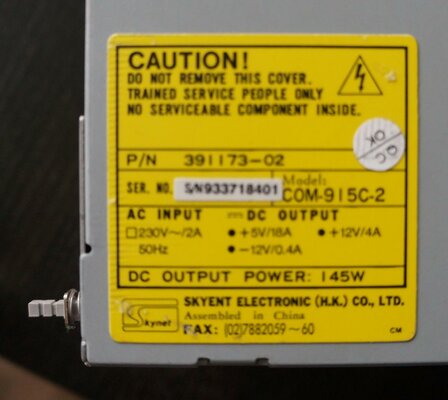 CAUTION!
DO NOT REMOVE THIS COVER.
TRAINED SERVICE PEOPLE ONLY
NO SERVICEABLE COMPONENT INSIDE.
QC OK
P/N 391173-02
SER. NO. S/N933718401 Model: COM-915C-2
AC INPUT ⎓ DC OUTPUT
□230V~/2A ●+5V/18A ●+12V/4A
50Hz ●-12V/0.4A
DC OUTPUT POWER: 145W
Skynet
SKYENT ELECTRONIC (H.K.) CO., LTD.
Assembled in China
FAX: (02)7882059~60
CM